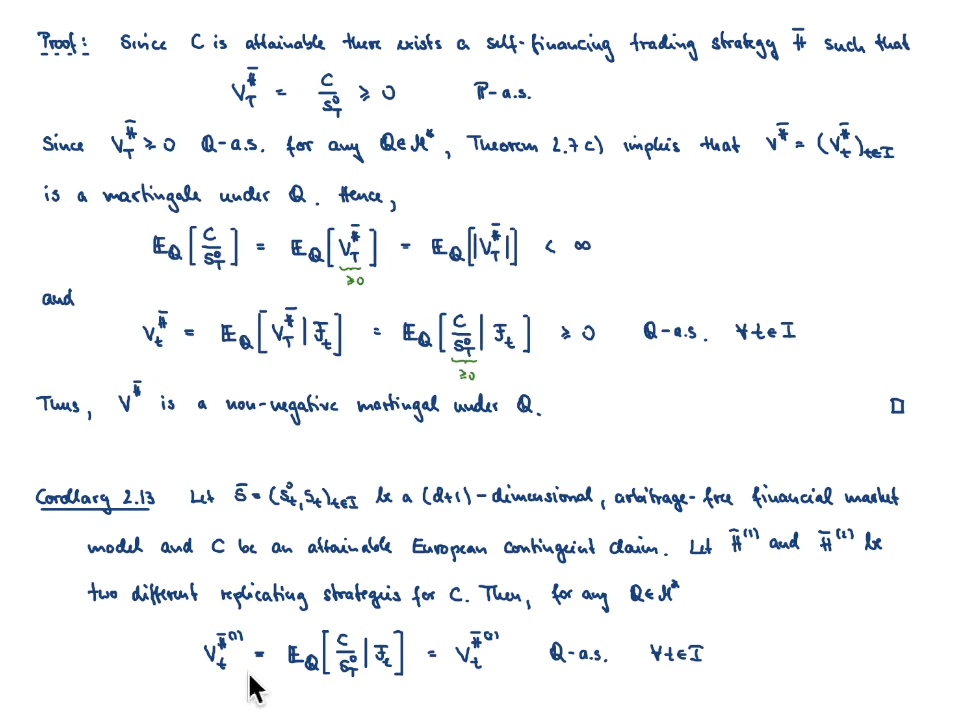 Proof: Since C is attainable there exists a self-financing trading strategy H̄ such that
V_T^H̄ = C/S_T^0 ≥ 0 P-a.s.
Since V_T^H̄ ≥ 0 Q-a.s. for any Q∈M*, Theorem 2.7 c) implies that V^H̄ = (V_t^H̄)_{t∈I}
is a martingale under Q. Hence,
E_Q[C/S_T^0] = E_Q[V_T^H̄] = E_Q[|V_T^H̄|] < ∞
≥0
and
V_t^H̄ = E_Q[V_T^H̄ | F_t] = E_Q[C/S_T^0 | F_t] ≥ 0 Q-a.s. ∀t∈I
≥0
Thus, V^H̄ is a non-negative martingal under Q. □
Corollary 2.13 Let S̄ = (S_t^0, S_t)_{t∈I} be a (d+1)-dimensional, arbitrage-free financial market
model and C be an attainable European contingent claim. Let H̄^(1) and H̄^(2) be
two different replicating strategies for C. Then, for any Q∈M*
V_t^H̄^(1) = E_Q[C/S_T^0 | F_t] = V_t^H̄^(2) Q-a.s. ∀t∈I